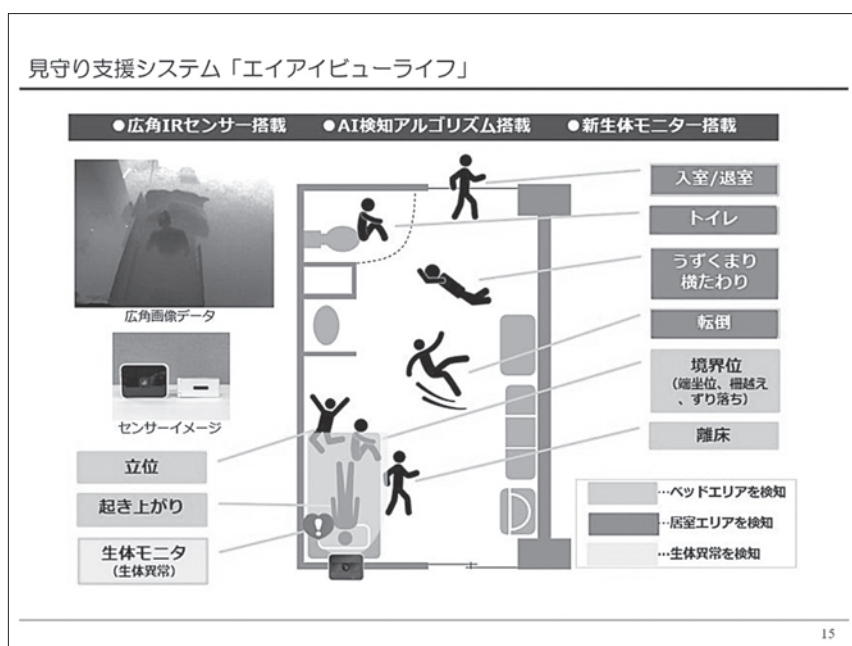 見守り支援システム「エイアイビューライフ」
●広角IRセンサー搭載 ●AI検知アルゴリズム搭載 ●新生体モニター搭載
広角画像データ
センサーイメージ
立位
起き上がり
生体モニタ
(生体異常)
入室/退室
トイレ
うずくまり
横たわり
転倒
境界位
(端坐位、柵越え
、ずり落ち)
離床
…ベッドエリアを検知
…居室エリアを検知
…生体異常を検知
15